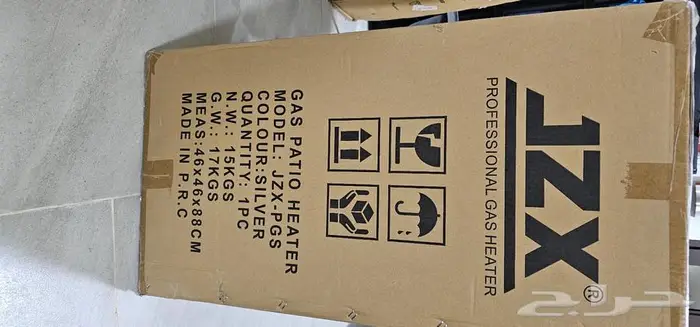 JZX®
PROFESSIONAL GAS HEATER
GAS PATIO HEATER
MODEL: JZX-PGS
COLOUR:SILVER
QUANTITY: 1PC
N.W.: 15KGS
G.W.: 17KGS
MEAS:46x46x88CM
MADE IN P.R.C
حراج